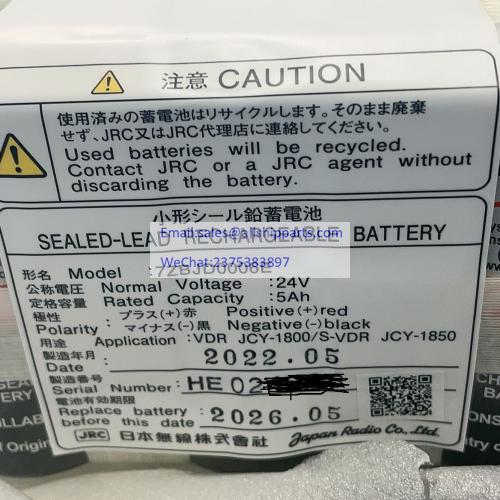 注意 CAUTION
使用済みの蓄電池はリサイクルします。そのまま廃棄
せず、JRC又はJRC代理店に連絡してください。
Used batteries will be recycled.
Contact JRC or a JRC agent without
discarding the battery.
小形シール鉛蓄電池
Email:sales@allshipparts.com
SEALED-LEAD RECHARGEABLE BATTERY
WeChat:2375383897
形名 Model :7ZBJD0008E
公称電圧 Normal Voltage :24V
定格容量 Rated Capacity :5Ah
極性 プラス(+)赤 Positive(+)red
Polarity: マイナス(-)黒 Negative(-)black
用途 Application :VDR JCY-1800/S-VDR JCY-1850
製造年月
Date : 2022.05
製造番号
Serial Number: HE 02
電池有効期限
Replace battery
before this date : 2026.05
JRC 日本無線株式会社 Japan Radio Co., Ltd.